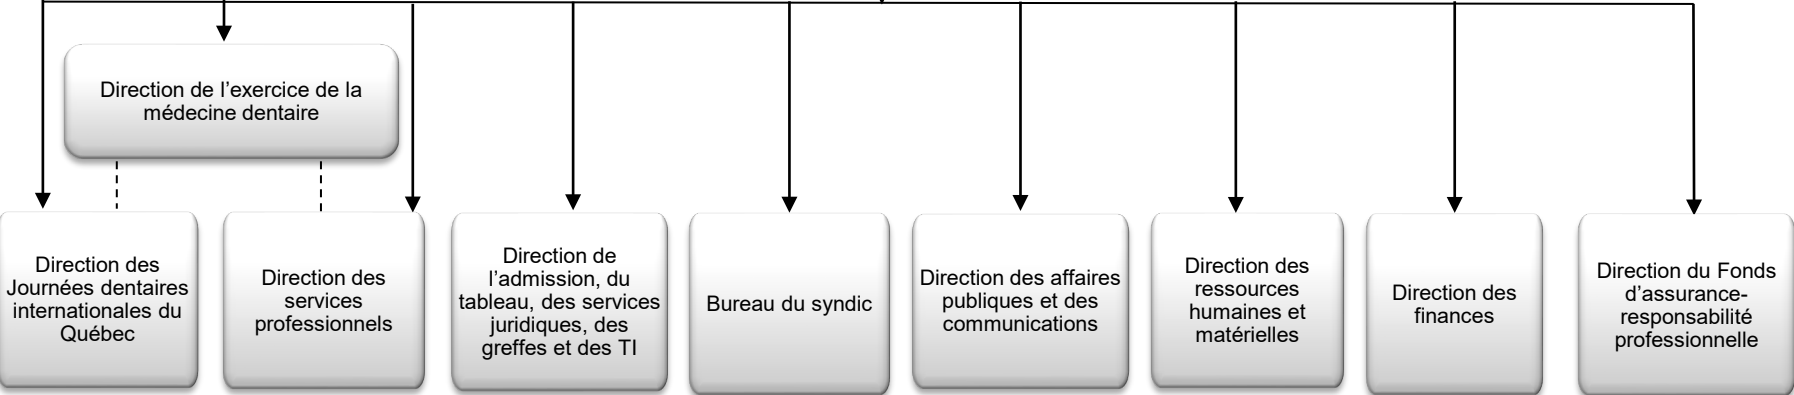 Direction de l’exercice de la
médecine dentaire
Direction des
Journées dentaires
internationales du
Québec
Direction des
services
professionnels
Direction de
l’admission, du
tableau, des services
juridiques, des
greffes et des TI
Bureau du syndic
Direction des affaires
publiques et des
communications
Direction des
ressources
humaines et
matérielles
Direction des
finances
Direction du Fonds
d’assurance-
responsabilité
professionnelle